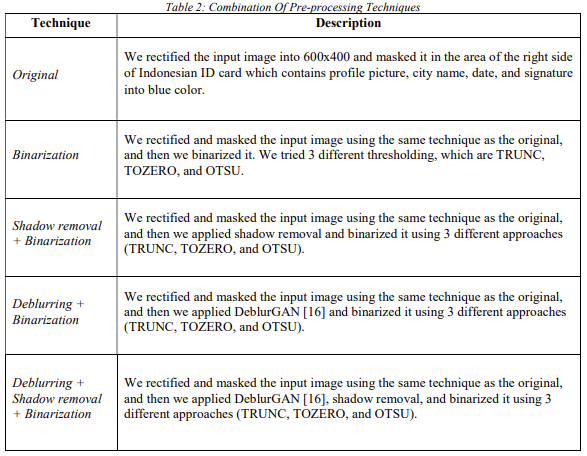 Table 2: Combination Of Pre-processing Techniques
Technique
Description
Original
We rectified the input image into 600x400 and masked it in the area of the right side
of Indonesian ID card which contains profile picture, city name, date, and signature
into blue color.
Binarization
We rectified and masked the input image using the same technique as the original,
and then we binarized it. We tried 3 different thresholding, which are TRUNC,
TOZERO, and OTSU.
Shadow removal
+ Binarization
We rectified and masked the input image using the same technique as the original,
and then we applied shadow removal and binarized it using 3 different approaches
(TRUNC, TOZERO, and OTSU).
Deblurring +
Binarization
We rectified and masked the input image using the same technique as the original,
and then we applied DeblurGAN [16] and binarized it using 3 different approaches
(TRUNC, TOZERO, and OTSU).
Deblurring +
Shadow removal
+ Binarization
We rectified and masked the input image using the same technique as the original,
and then we applied DeblurGAN [16], shadow removal, and binarized it using 3
different approaches (TRUNC, TOZERO, and OTSU).